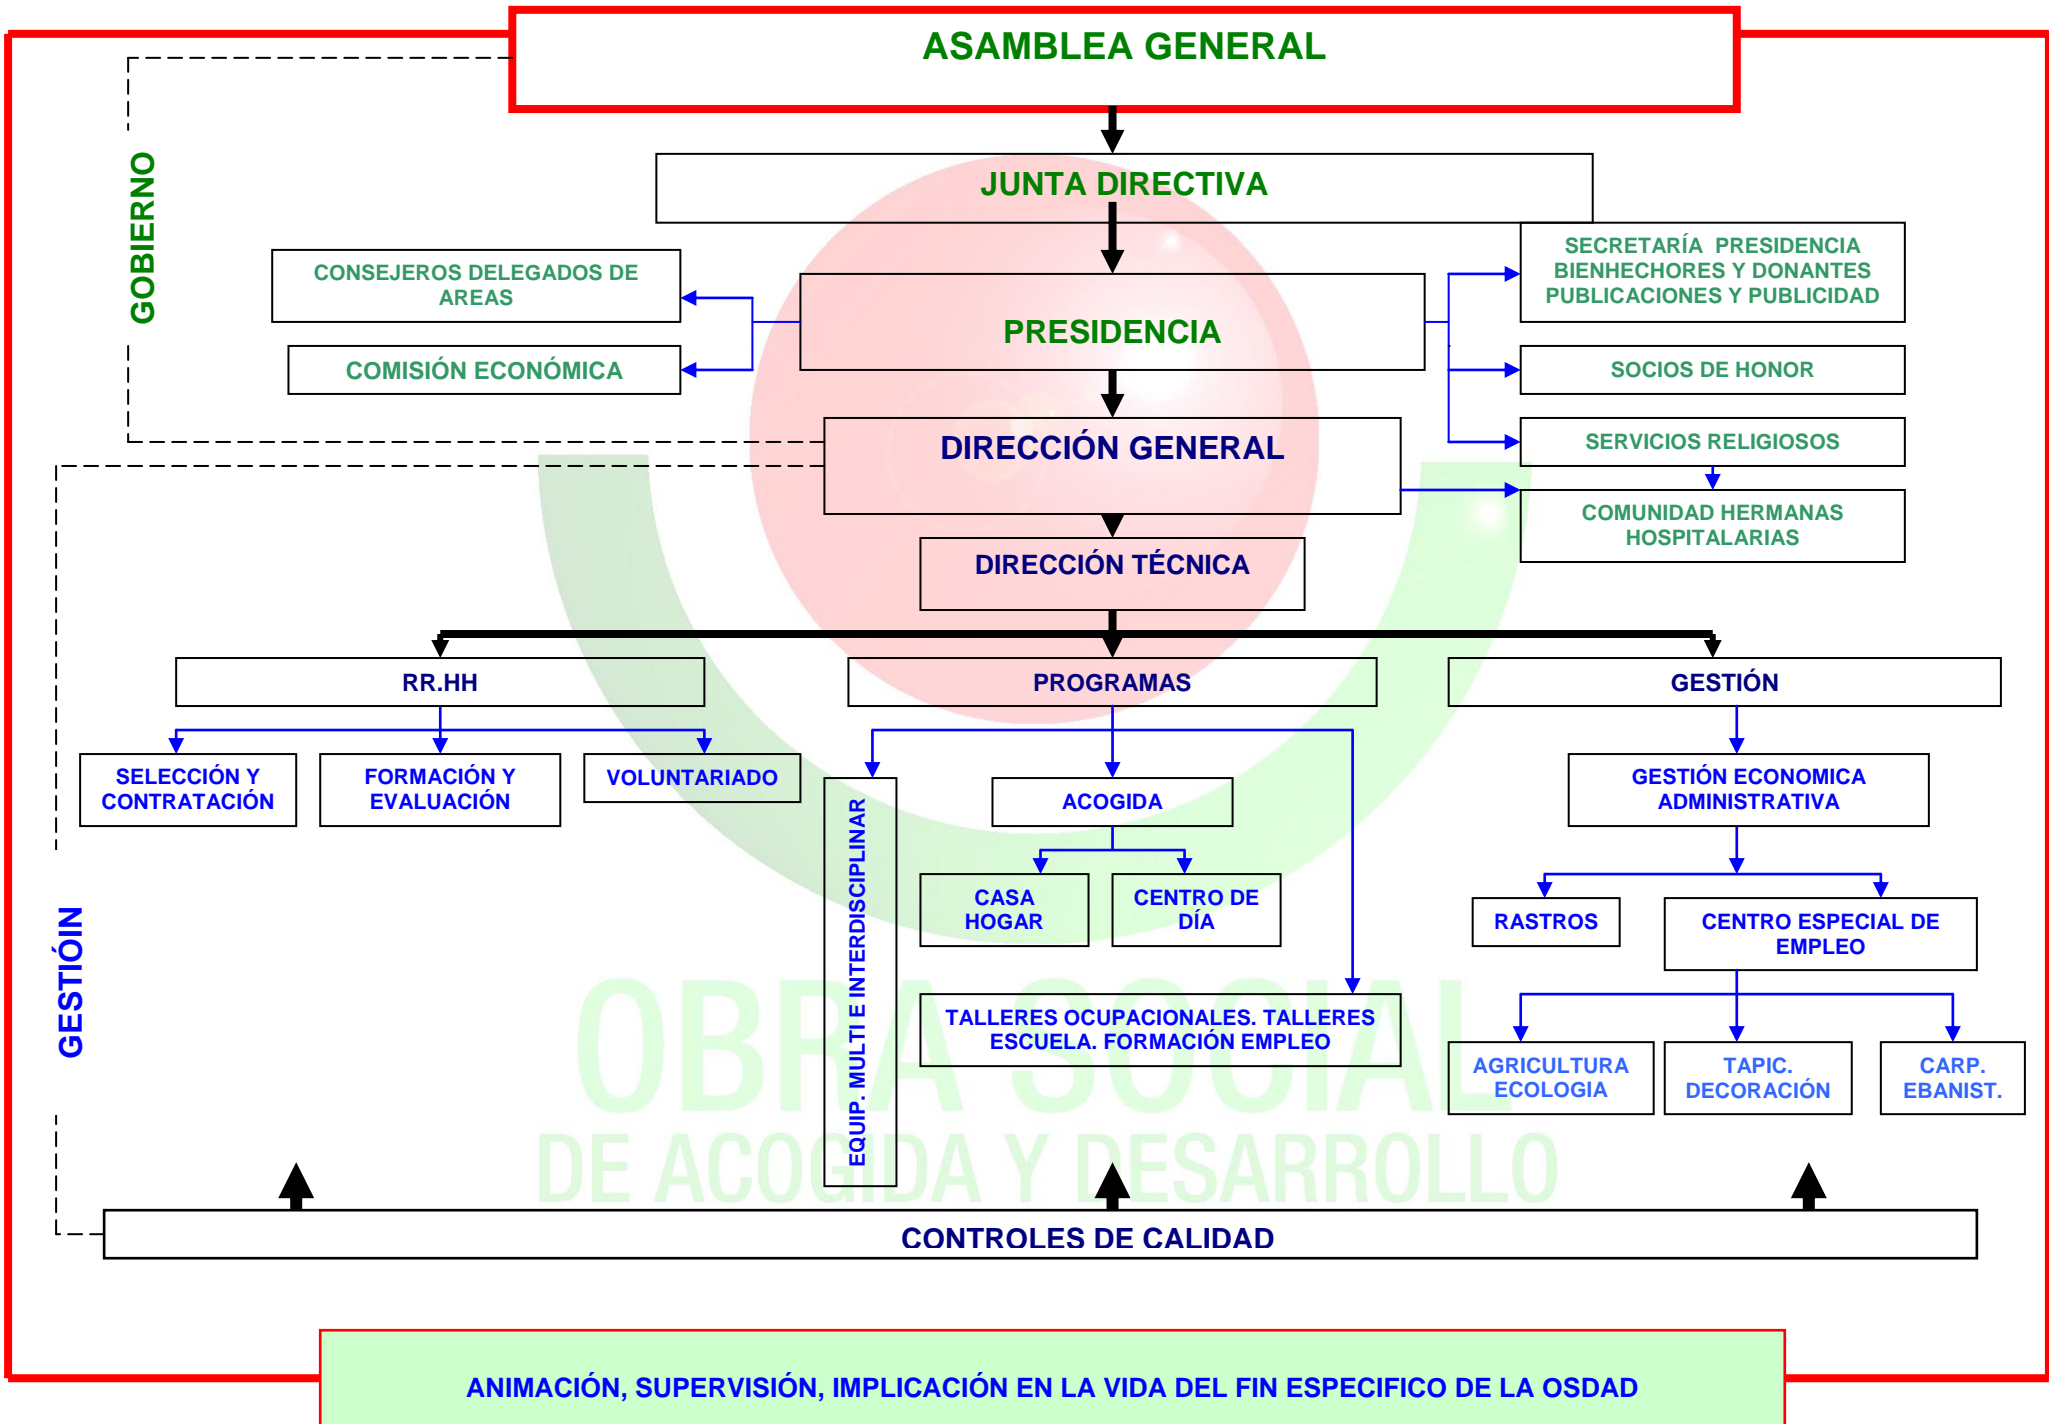 ASAMBLEA GENERAL
GOBIERNO
JUNTA DIRECTIVA
CONSEJEROS DELEGADOS DE
AREAS
COMISIÓN ECONÓMICA
PRESIDENCIA
SECRETARÍA PRESIDENCIA
BIENHECHORES Y DONANTES
PUBLICACIONES Y PUBLICIDAD
SOCIOS DE HONOR
SERVICIOS RELIGIOSOS
COMUNIDAD HERMANAS
HOSPITALARIAS
DIRECCIÓN GENERAL
DIRECCIÓN TÉCNICA
GESTIÓIN
RR.HH
PROGRAMAS
GESTIÓN
SELECCIÓN Y
CONTRATACIÓN
FORMACIÓN Y
EVALUACIÓN
VOLUNTARIADO
EQUIP. MULTI E INTERDISCIPLINAR
ACOGIDA
CASA
HOGAR
CENTRO DE
DÍA
TALLERES OCUPACIONALES. TALLERES
ESCUELA. FORMACIÓN EMPLEO
GESTIÓN ECONOMICA
ADMINISTRATIVA
RASTROS
CENTRO ESPECIAL DE
EMPLEO
AGRICULTURA
ECOLOGIA
TAPIC.
DECORACIÓN
CARP.
EBANIST.
OBRA SOCIAL
DE ACOGIDA Y DESARROLLO
CONTROLES DE CALIDAD
ANIMACIÓN, SUPERVISIÓN, IMPLICACIÓN EN LA VIDA DEL FIN ESPECIFICO DE LA OSDAD